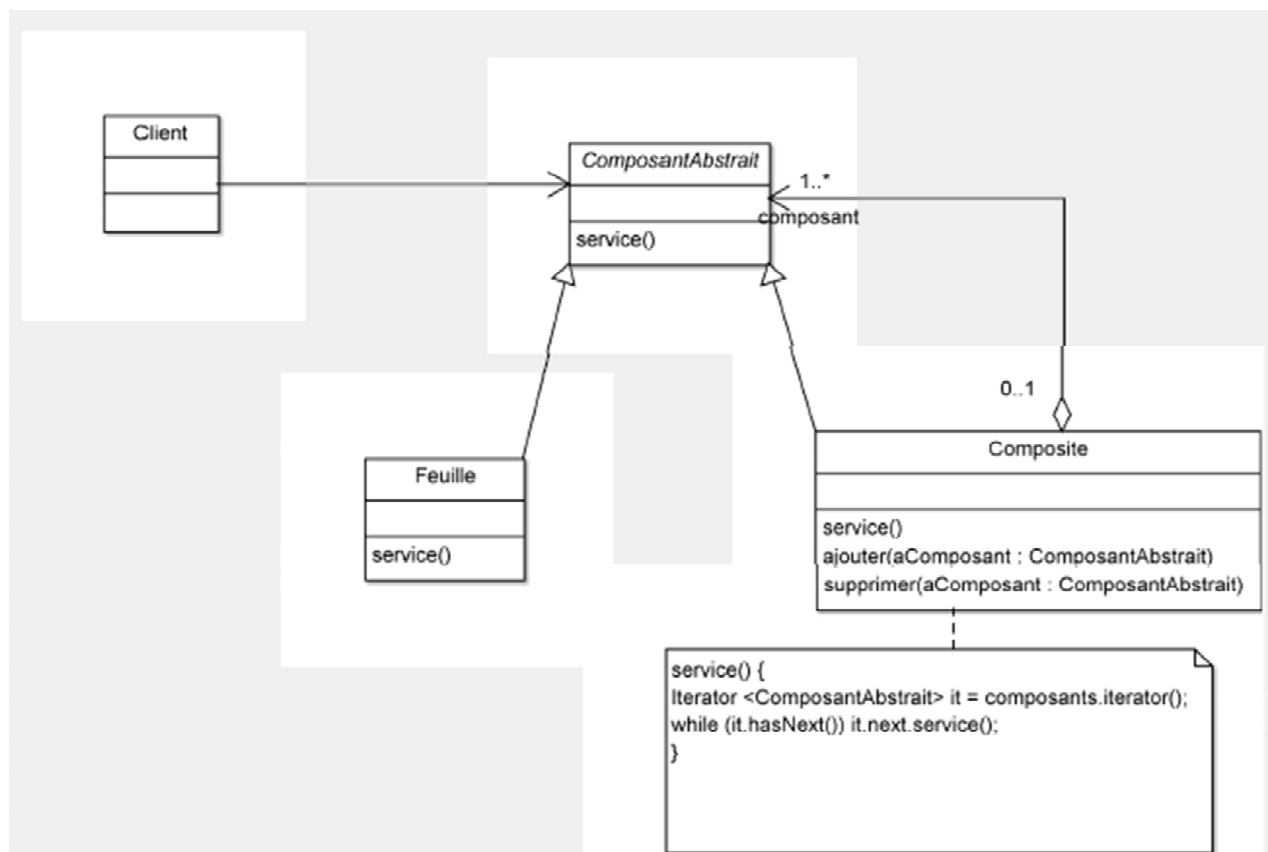 Client
ComposantAbstrait
service()
1..*
composant
0..1
Feuille
service()
Composite
service()
ajouter(aComposant : ComposantAbstrait)
supprimer(aComposant : ComposantAbstrait)
service() {
Iterator <ComposantAbstrait> it = composants.iterator();
while (it.hasNext()) it.next.service();
}